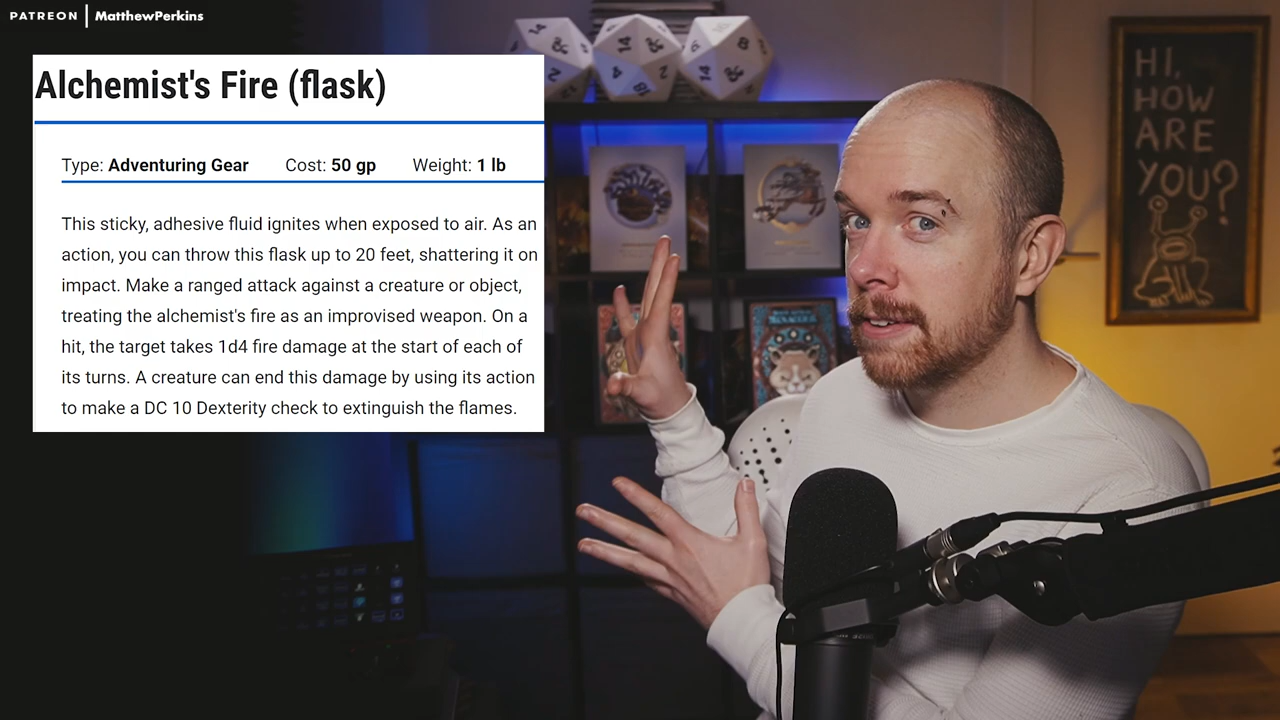 PATREON | MatthewPerkins
Alchemist's Fire (flask)
Type: Adventuring Gear Cost: 50 gp Weight: 1 lb
This sticky, adhesive fluid ignites when exposed to air. As an
action, you can throw this flask up to 20 feet, shattering it on
impact. Make a ranged attack against a creature or object,
treating the alchemist's fire as an improvised weapon. On a
hit, the target takes 1d4 fire damage at the start of each of
its turns. A creature can end this damage by using its action
to make a DC 10 Dexterity check to extinguish the flames.
14
4
2
14
HI,
HOW
ARE
YOU?